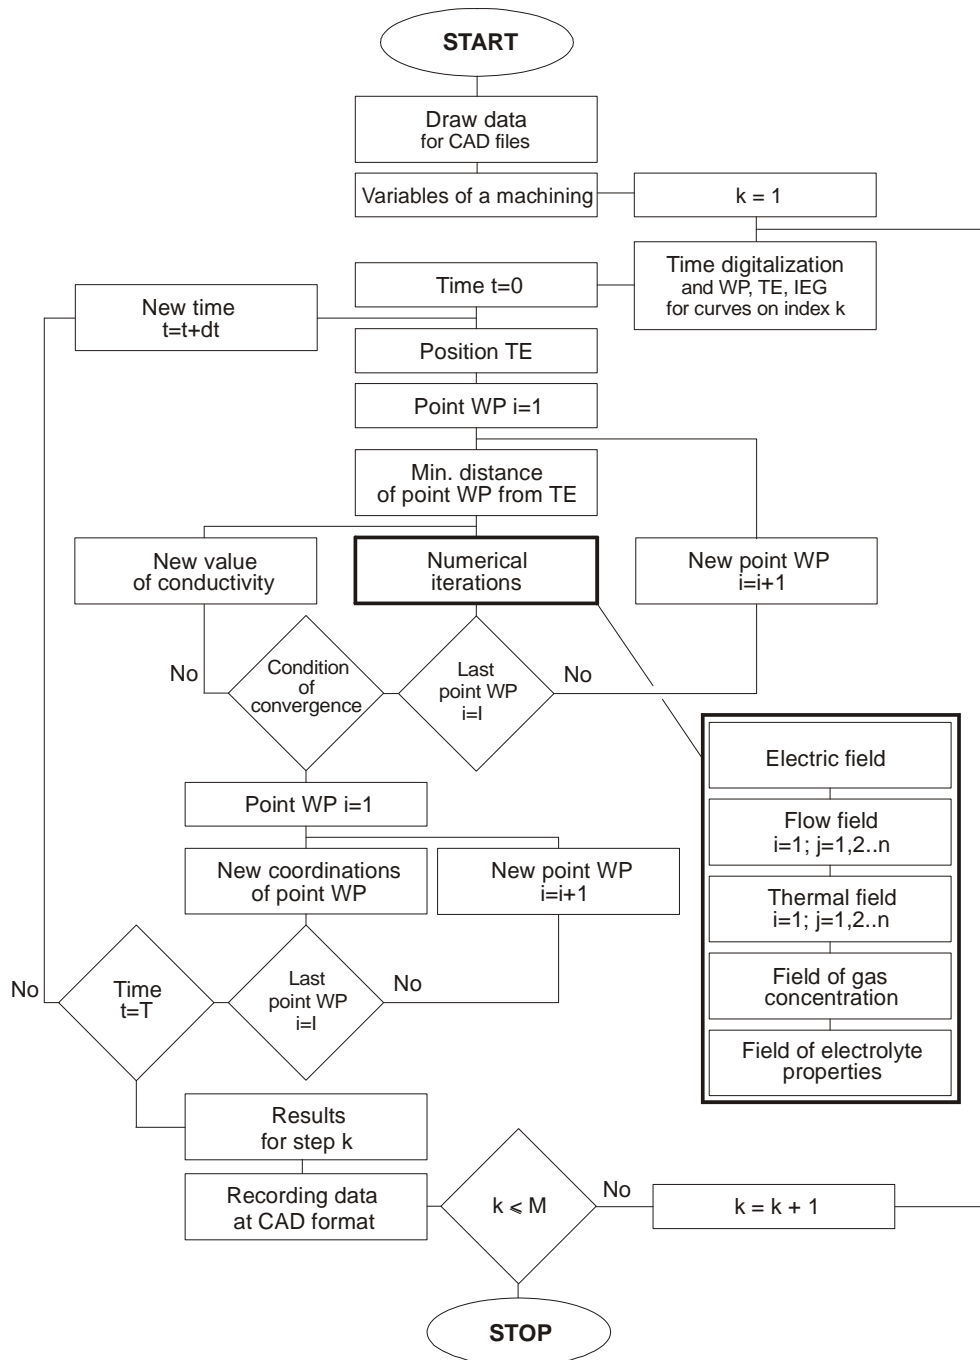 START
Draw data
for CAD files
Variables of a machining
k = 1
Time digitalization
and WP, TE, IEG
for curves on index k
Time t=0
New time
t=t+dt
Position TE
Point WP i=1
Min. distance
of point WP from TE
New value
of conductivity
Numerical
iterations
New point WP
i=i+1
No
Condition
of
convergence
Last
point WP
i=I
No
Electric field
Flow field
i=1; j=1,2..n
Thermal field
i=1; j=1,2..n
Field of gas
concentration
Field of electrolyte
properties
Point WP i=1
New coordinations
of point WP
New point WP
i=i+1
No
Time
t=T
Last
point WP
i=I
No
Results
for step k
Recording data
at CAD format
k ⩽ M
No
k = k + 1
STOP